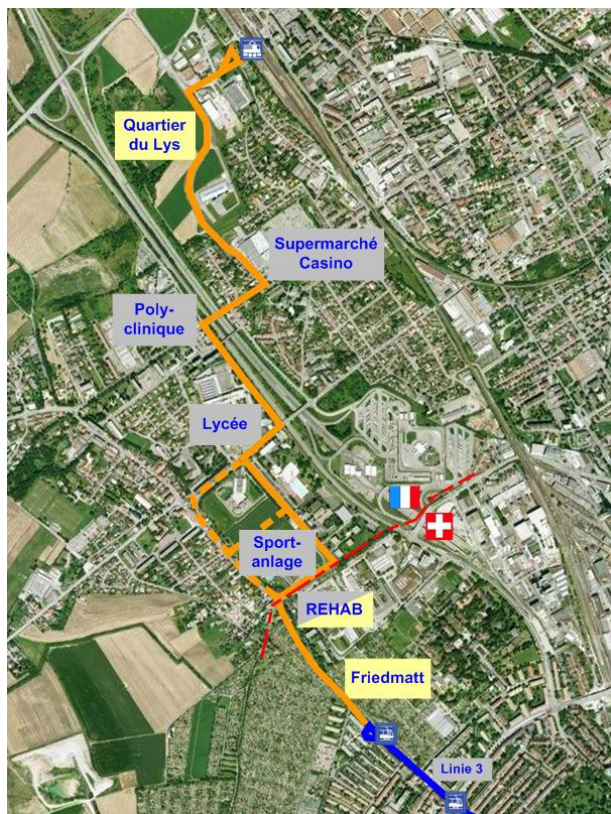 Quartier
du Lys
Supermarché
Casino
Poly-
clinique
Lycée
Sport-
anlage
REHAB
Friedmatt
Linie 3